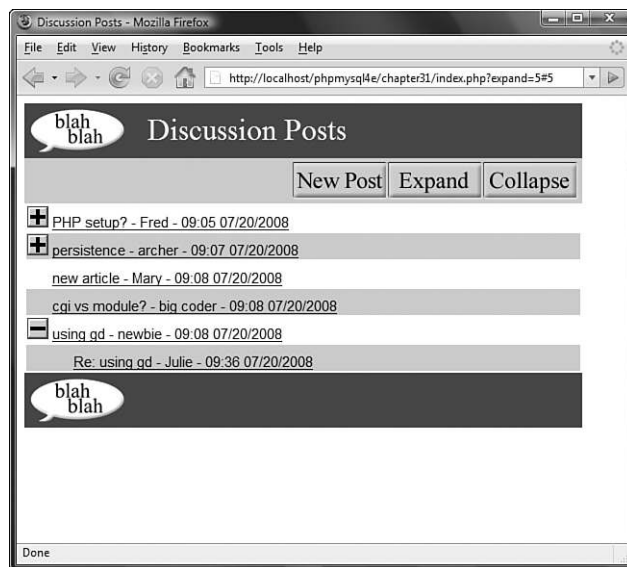 Discussion Posts - Mozilla Firefox
File Edit View History Bookmarks Tools Help
http://localhost/phpmysql4e/chapter31/index.php?expand=5#5
blah
blah
Discussion Posts
New Post Expand Collapse
PHP setup? - Fred - 09:05 07/20/2008
persistence - archer - 09:07 07/20/2008
new article - Mary - 09:08 07/20/2008
cgi vs module? - big coder - 09:08 07/20/2008
using gd - newbie - 09:08 07/20/2008
Re: using gd - Julie - 09:36 07/20/2008
blah
blah
Done